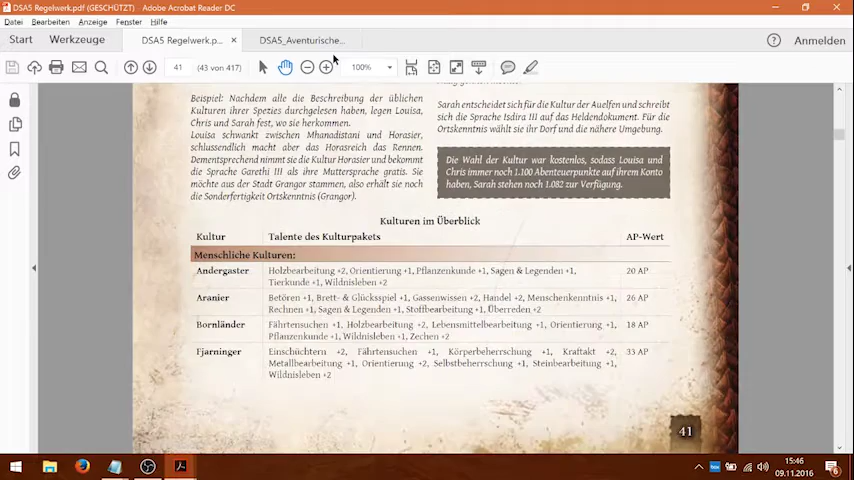 DSA5 Regelwerk.pdf (GESCHÜTZT) - Adobe Acrobat Reader DC
Datei Bearbeiten Anzeige Fenster Hilfe
Start Werkzeuge DSA5 Regelwerk.p... × DSA5_Aventurische... Anmelden
41 (43 von 417) 100%
Beispiel: Nachdem alle die Beschreibung der üblichen
Kulturen ihrer Spezies durchgelesen haben, legen Louisa,
Chris und Sarah fest, wo sie herkommen.
Louisa schwankt zwischen Mhanadistani und Horasier,
schlussendlich macht aber das Horasreich das Rennen.
Dementsprechend nimmt sie die Kultur Horasier und bekommt
die Sprache Garethi III als ihre Muttersprache gratis. Sie
möchte aus der Stadt Grangor stammen, also erhält sie noch
die Sonderfertigkeit Ortskenntnis (Grangor).
Sarah entscheidet sich für die Kultur der Auelfen und schreibt
sich die Sprache Isdira III auf das Heldendokument. Für die
Ortskenntnis wählt sie ihr Dorf und die nähere Umgebung.
Die Wahl der Kultur war kostenlos, sodass Louisa und
Chris immer noch 1.100 Abenteuerpunkte auf ihrem Konto
haben, Sarah stehen noch 1.082 zur Verfügung.
Kulturen im Überblick
Kultur Talente des Kulturpakets AP-Wert
Menschliche Kulturen:
Andergaster Holzbearbeitung +2, Orientierung +1, Pflanzenkunde +1, Sagen & Legenden +1, 20 AP
Tierkunde +1, Wildnisleben +2
Aranier Betören +1, Brett- & Glücksspiel +1, Gassenwissen +2, Handel +2, Menschenkenntnis +1, 26 AP
Rechnen +1, Sagen & Legenden +1, Stoffbearbeitung +1, Überreden +2
Bornländer Fährtensuchen +1, Holzbearbeitung +2, Lebensmittelbearbeitung +1, Orientierung +1, 18 AP
Pflanzenkunde +1, Wildnisleben +1, Zechen +2
Fjarninger Einschüchtern +2, Fährtensuchen +1, Körperbeherrschung +1, Kraftakt +2, 33 AP
Metallbearbeitung +1, Orientierung +2, Selbstbeherrschung +1, Steinbearbeitung +1,
Wildnisleben +2
41
15:46
09.11.2016